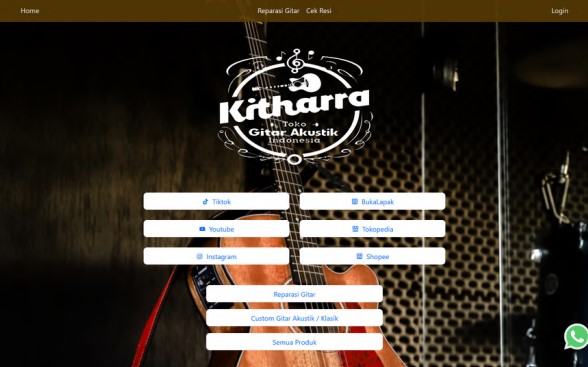 Home
Reparasi Gitar
Cek Resi
Login
Kitharra
Toko
Gitar Akustik
Indonesia
Tiktok
BukaLapak
Youtube
Tokopedia
Instagram
Shopee
Reparasi Gitar
Custom Gitar Akustik / Klasik
Semua Produk